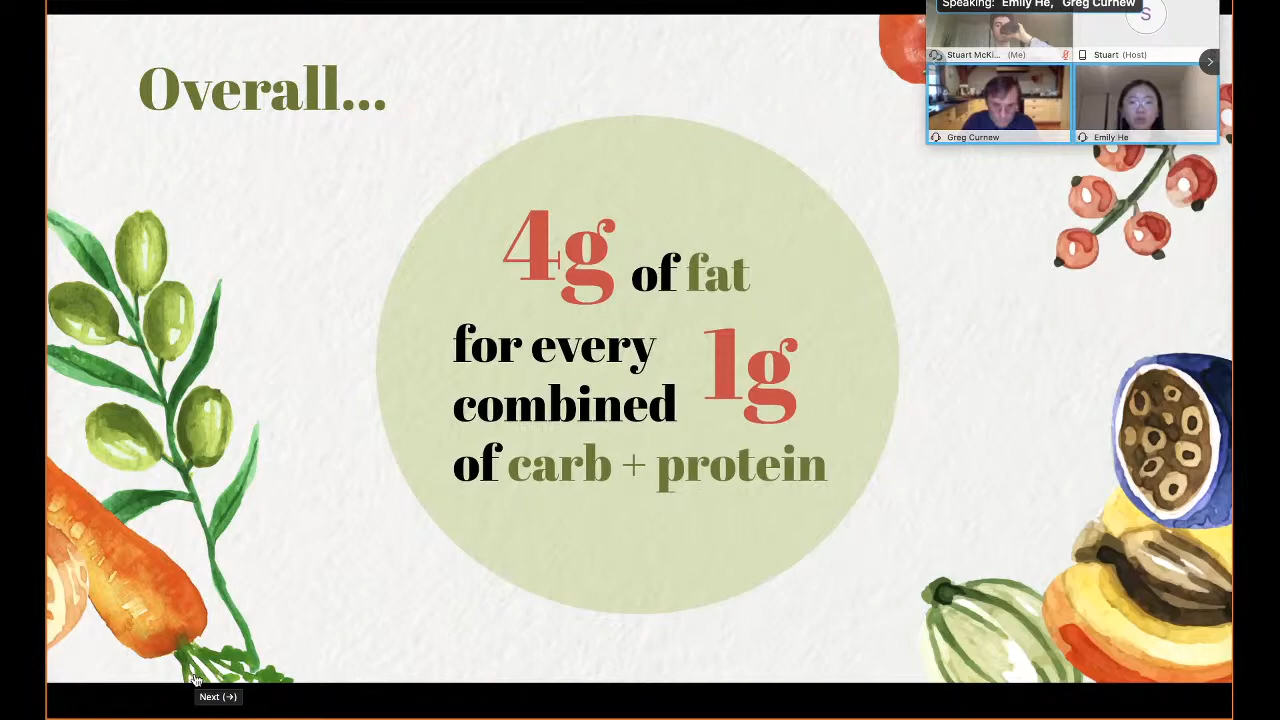 Speaking: Emily He, Greg Curnew
S
Stuart McKi... (Me)
Stuart (Host)
Greg Curnew
Emily He
Overall...
4g of fat
for every 1g
combined
of carb + protein
Next (→)